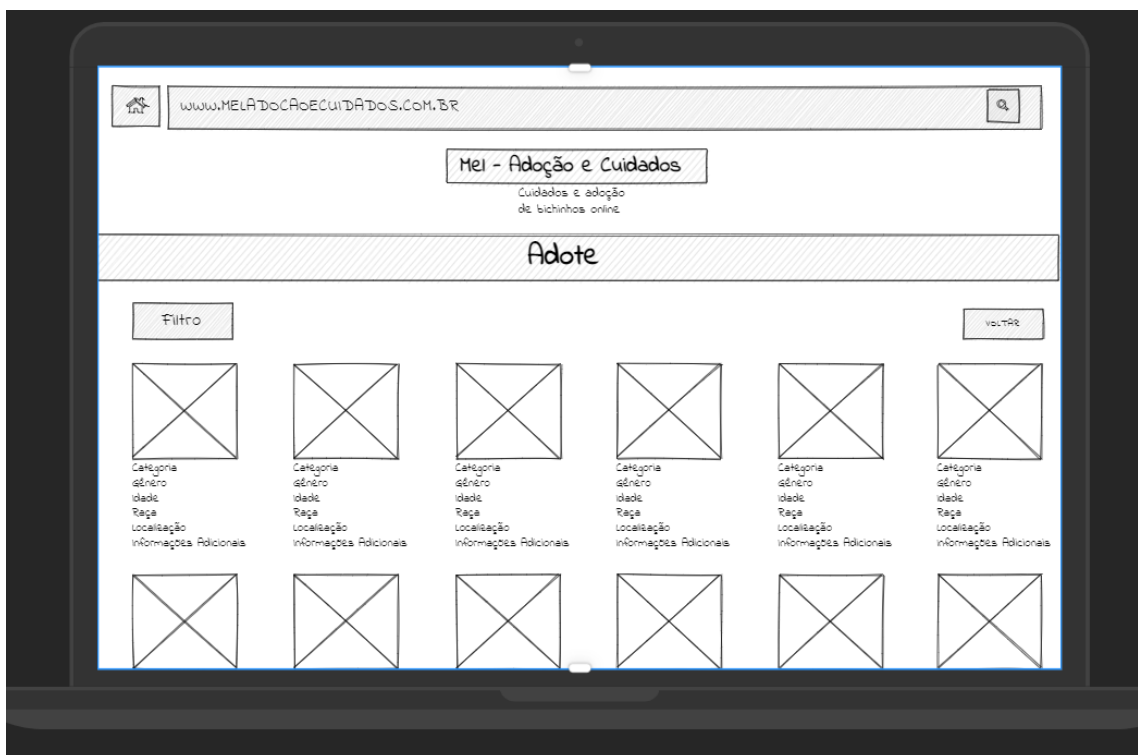 www.MELADOCAOECUIDADOS.COM.BR
Mel - Adoção e Cuidados
Cuidados e adoção
de bichinhos online
Adote
Filtro
VOLTAR
Categoria Categoria Categoria Categoria Categoria Categoria
Gênero Gênero Gênero Gênero Gênero Gênero
Idade Idade Idade Idade Idade Idade
Raça Raça Raça Raça Raça Raça
Localização Localização Localização Localização Localização Localização
Informações Adicionais Informações Adicionais Informações Adicionais Informações Adicionais Informações Adicionais Informações Adicionais